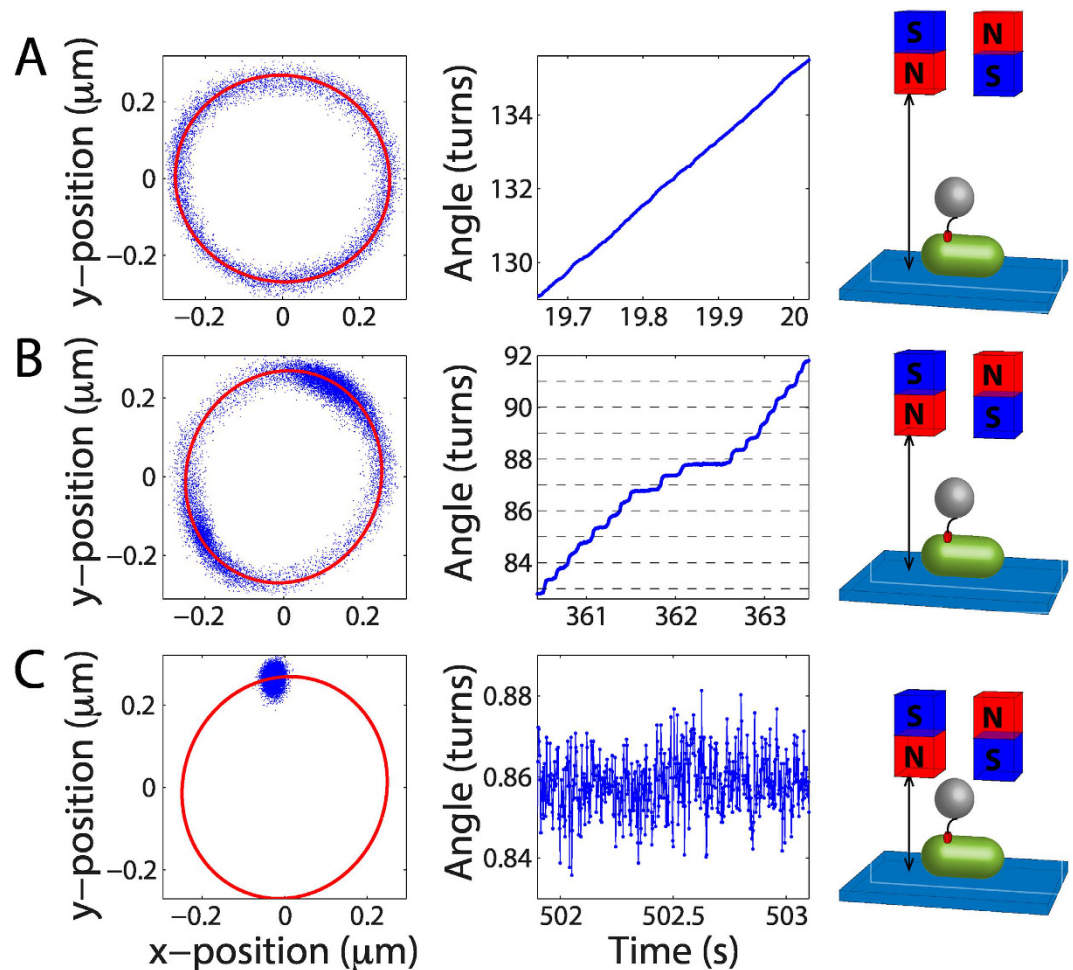 A
y−position (μm)
0.2
0
−0.2
−0.2
0
0.2
Angle (turns)
134
132
130
19.7
19.8
19.9
20
S
N
N
S
B
y−position (μm)
0.2
0
−0.2
−0.2
0
0.2
Angle (turns)
92
90
88
86
84
361
362
363
S
N
N
S
C
y−position (μm)
0.2
0
−0.2
−0.2
0
0.2
x−position (μm)
Angle (turns)
0.88
0.86
0.84
502
502.5
503
Time (s)
S
N
N
S